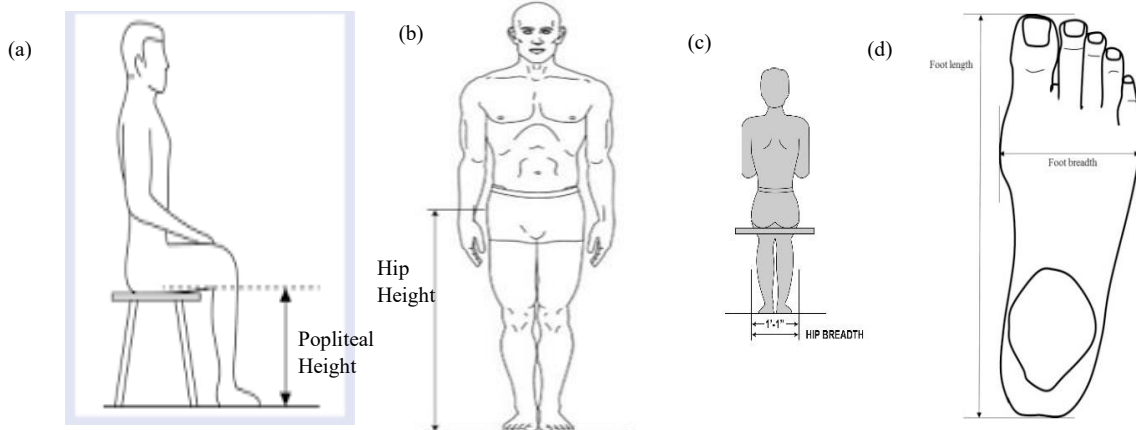 (a)
Popliteal
Height
(b)
Hip
Height
(c)
1'-1"
HIP BREADTH
(d)
Foot length
Foot breadth